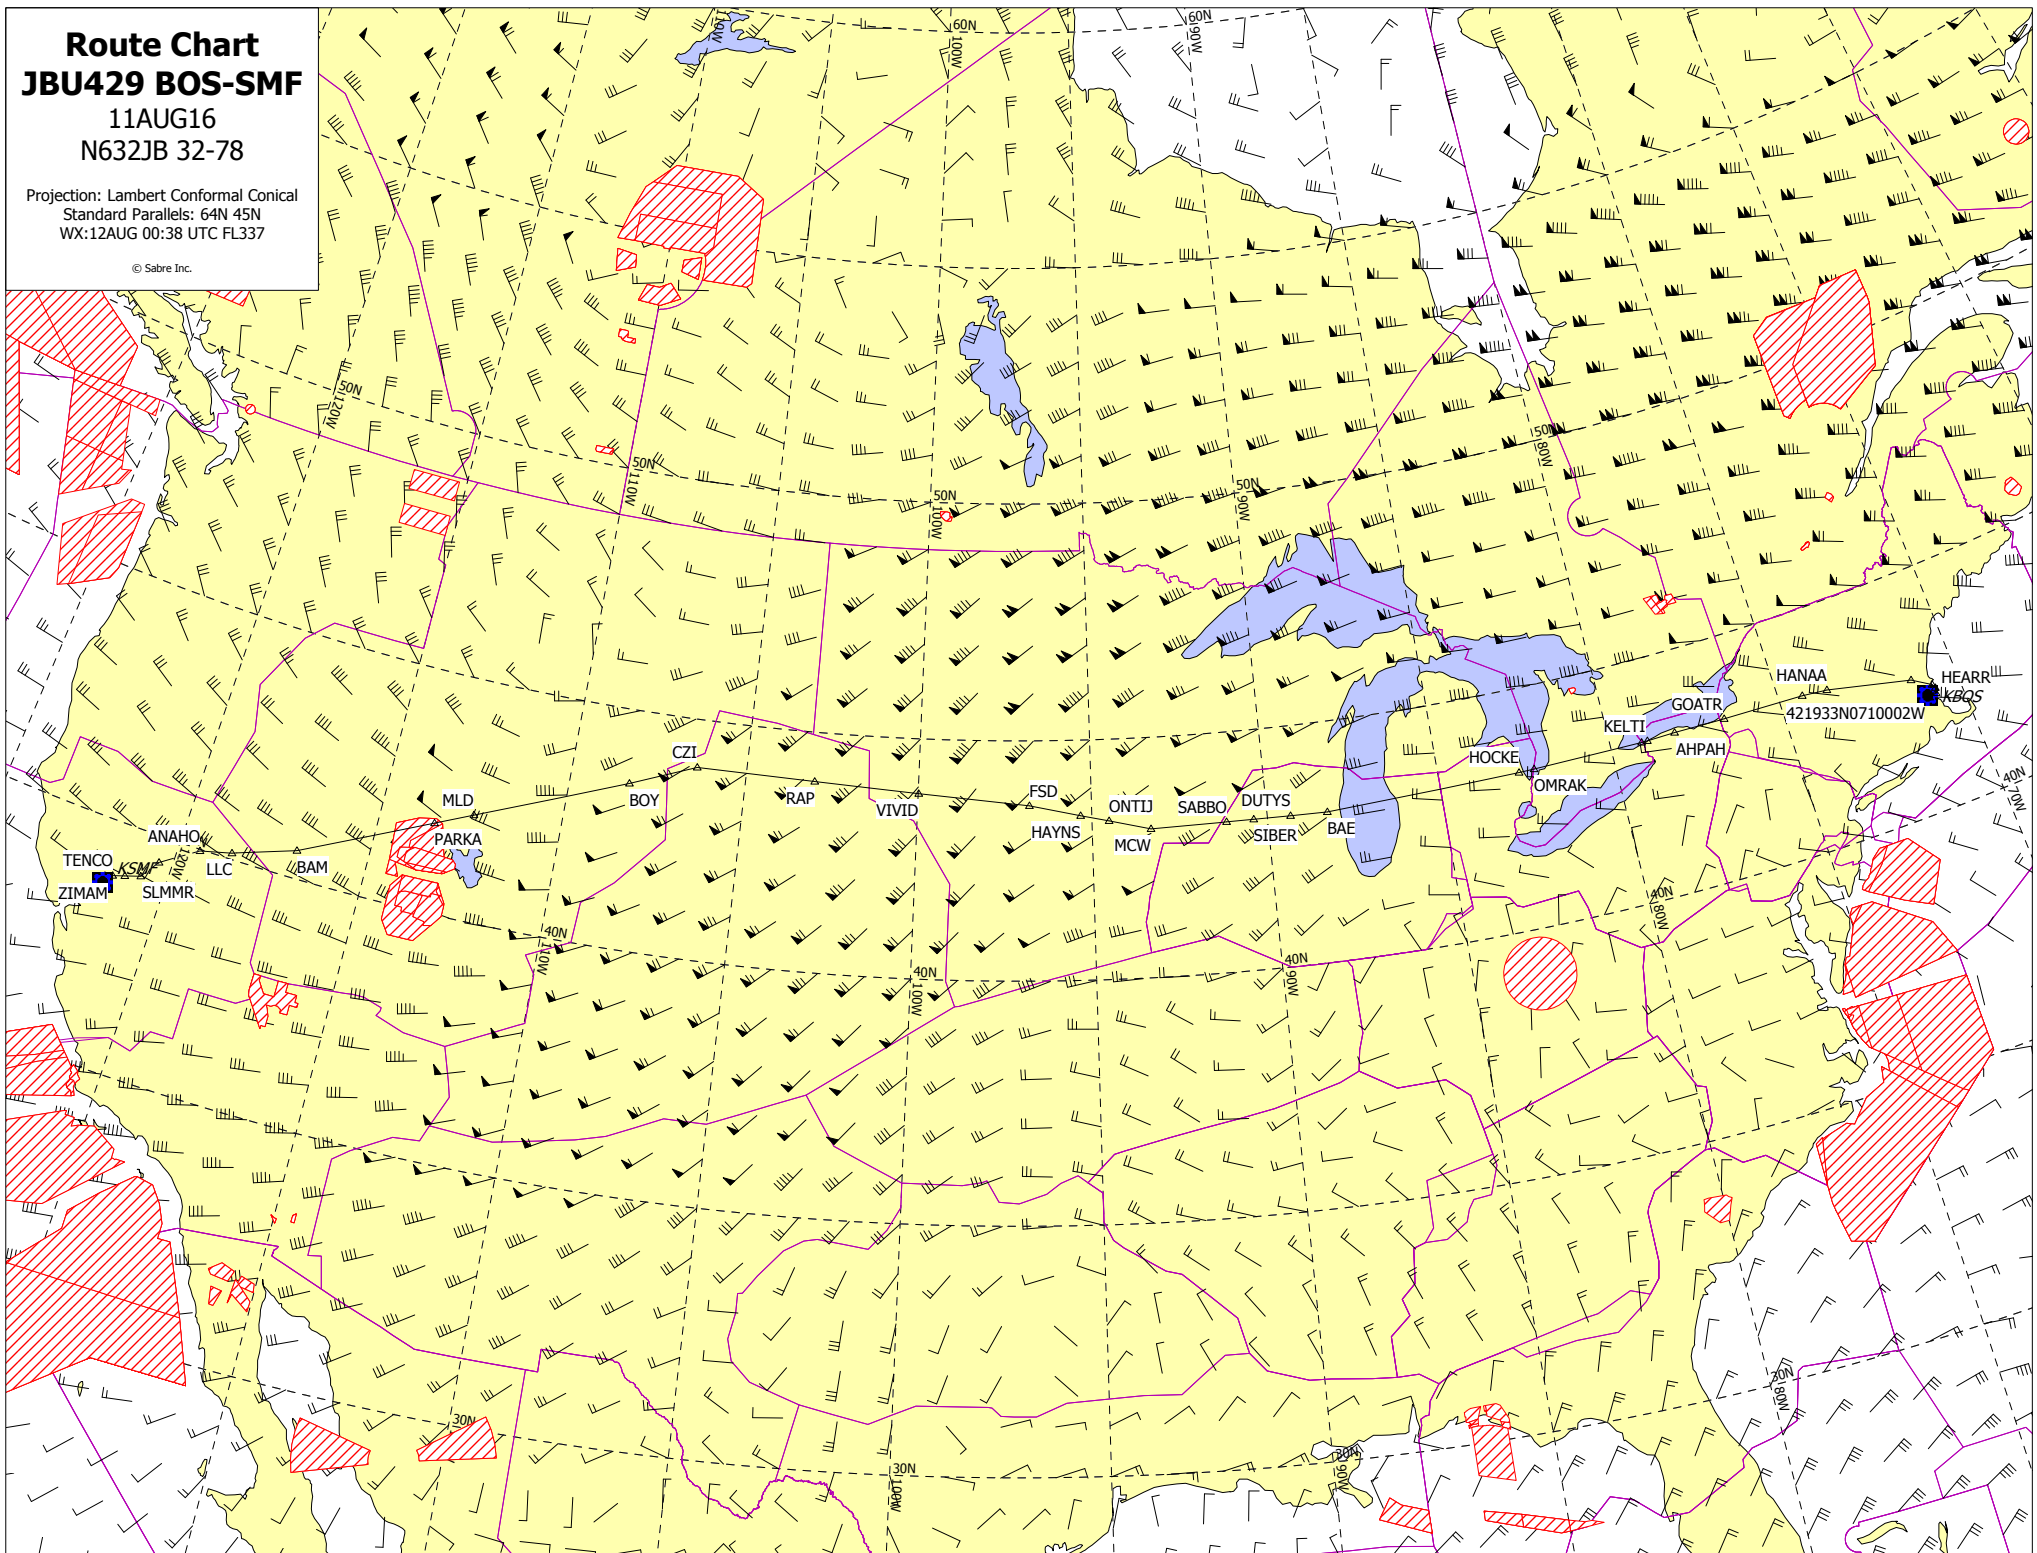 Route Chart
JBU429 BOS-SMF
11AUG16
N632JB 32-78
Projection: Lambert Conformal Conical
Standard Parallels: 64N 45N
WX:12AUG 00:38 UTC FL337
© Sabre Inc.
110W
60N
100W
60N
90W
50N
120W
50N
110W
50N
100W
50N
90W
50N
80W
HANAA
HEARR
KBOS
GOATR
421933N0710002W
KELTI
AHPAH
HOCKE
OMRAK
40N
70W
CZI
BOY
RAP
VIVID
FSD
HAYNS
ONTIJ
MCW
SABBO
DUTYS
SIBER
BAE
MLD
PARKA
ANAHO
120W
LLC
BAM
TENCO
KSMF
ZIMAM
SLMMR
40N
110W
40N
100W
40N
90W
40N
80W
30N
30N
100W
30N
90W
30N
80W